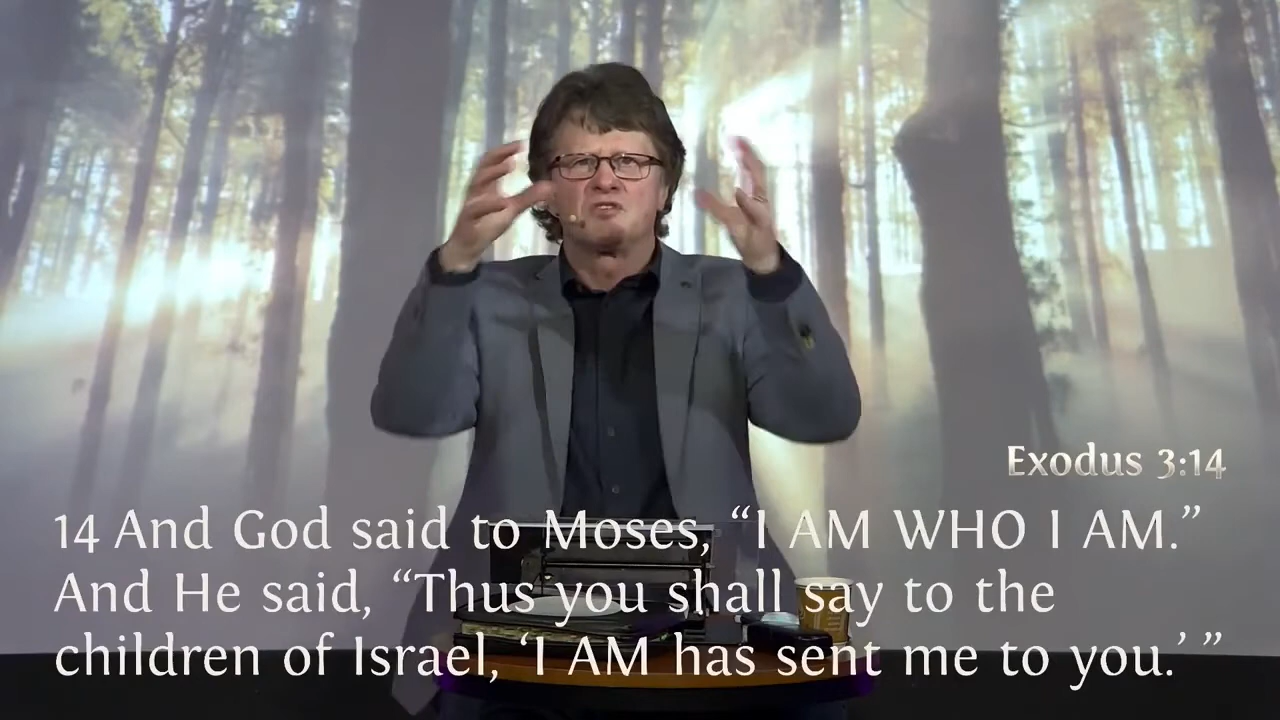 Exodus 3:14
14 And God said to Moses, “I AM WHO I AM.”
And He said, “Thus you shall say to the
children of Israel, ‘I AM has sent me to you.’ ”